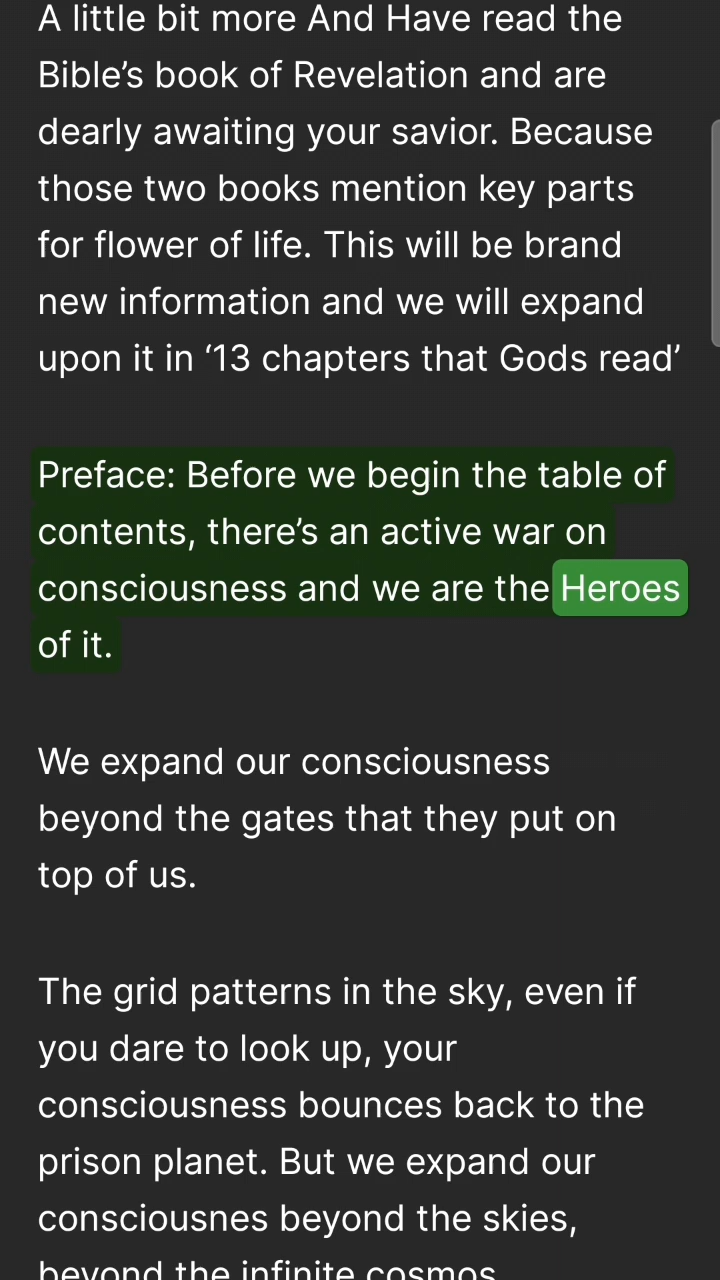 A little bit more And Have read the
Bible’s book of Revelation and are
dearly awaiting your savior. Because
those two books mention key parts
for flower of life. This will be brand
new information and we will expand
upon it in ‘13 chapters that Gods read’
Preface: Before we begin the table of
contents, there’s an active war on
consciousness and we are the Heroes
of it.
We expand our consciousness
beyond the gates that they put on
top of us.
The grid patterns in the sky, even if
you dare to look up, your
consciousness bounces back to the
prison planet. But we expand our
consciousnes beyond the skies,
beyond the infinite cosmos